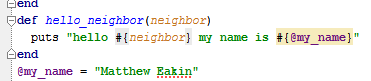 end
def hello_neighbor(neighbor)
puts "hello #{neighbor} my name is #{@my_name}"
end
@my_name = "Matthew Eakin"